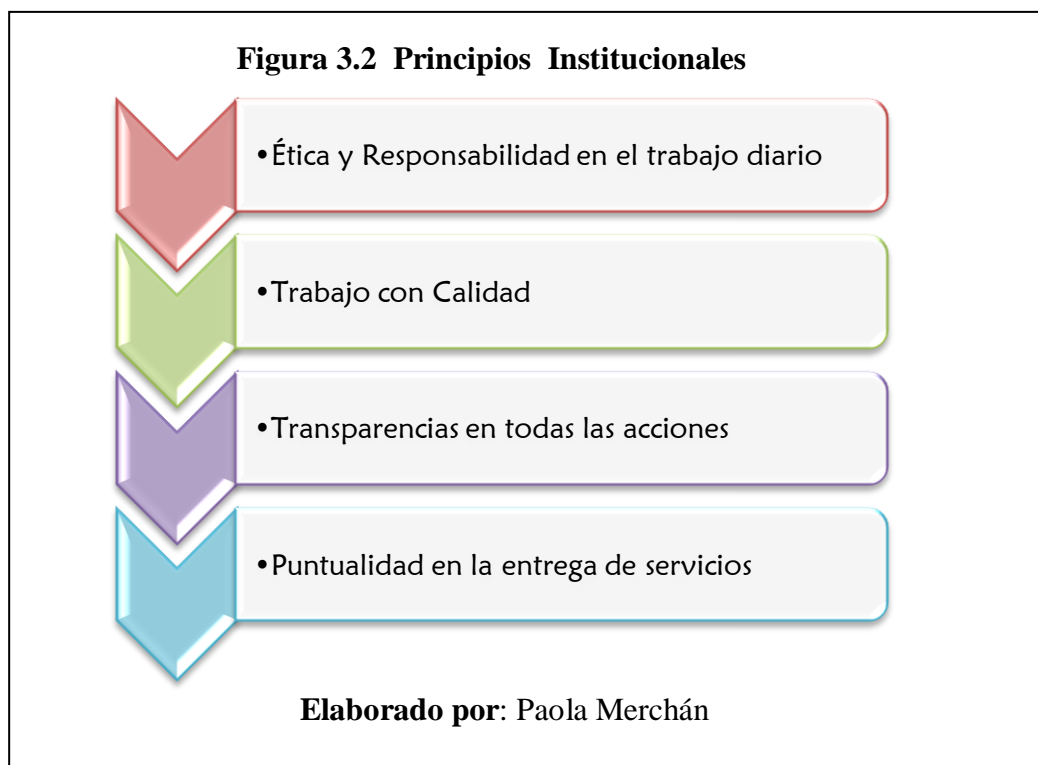 Figura 3.2 Principios Institucionales
•Ética y Responsabilidad en el trabajo diario
•Trabajo con Calidad
•Transparencias en todas las acciones
•Puntualidad en la entrega de servicios
Elaborado por: Paola Merchán